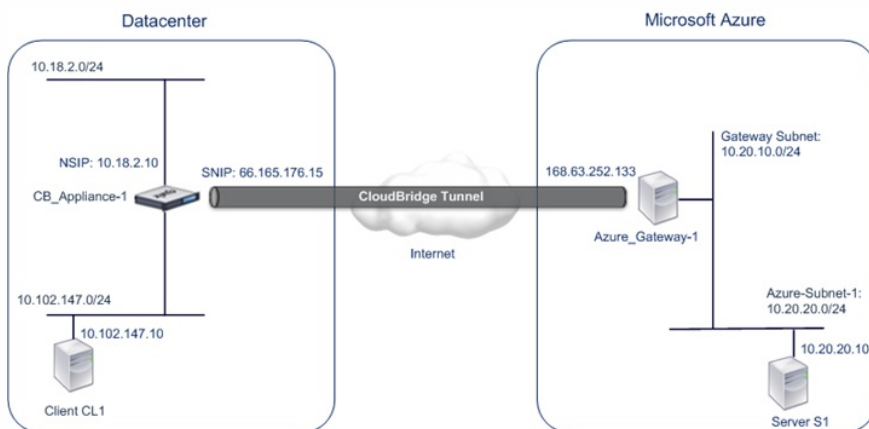 Datacenter
Microsoft Azure
10.18.2.0/24
NSIP: 10.18.2.10
CB_Appliance-1
SNIP: 66.165.176.15
CloudBridge Tunnel
Internet
168.63.252.133
Azure_Gateway-1
Gateway Subnet:
10.20.10.0/24
10.102.147.0/24
10.102.147.10
Client CL1
Azure-Subnet-1:
10.20.20.0/24
10.20.20.10
Server S1